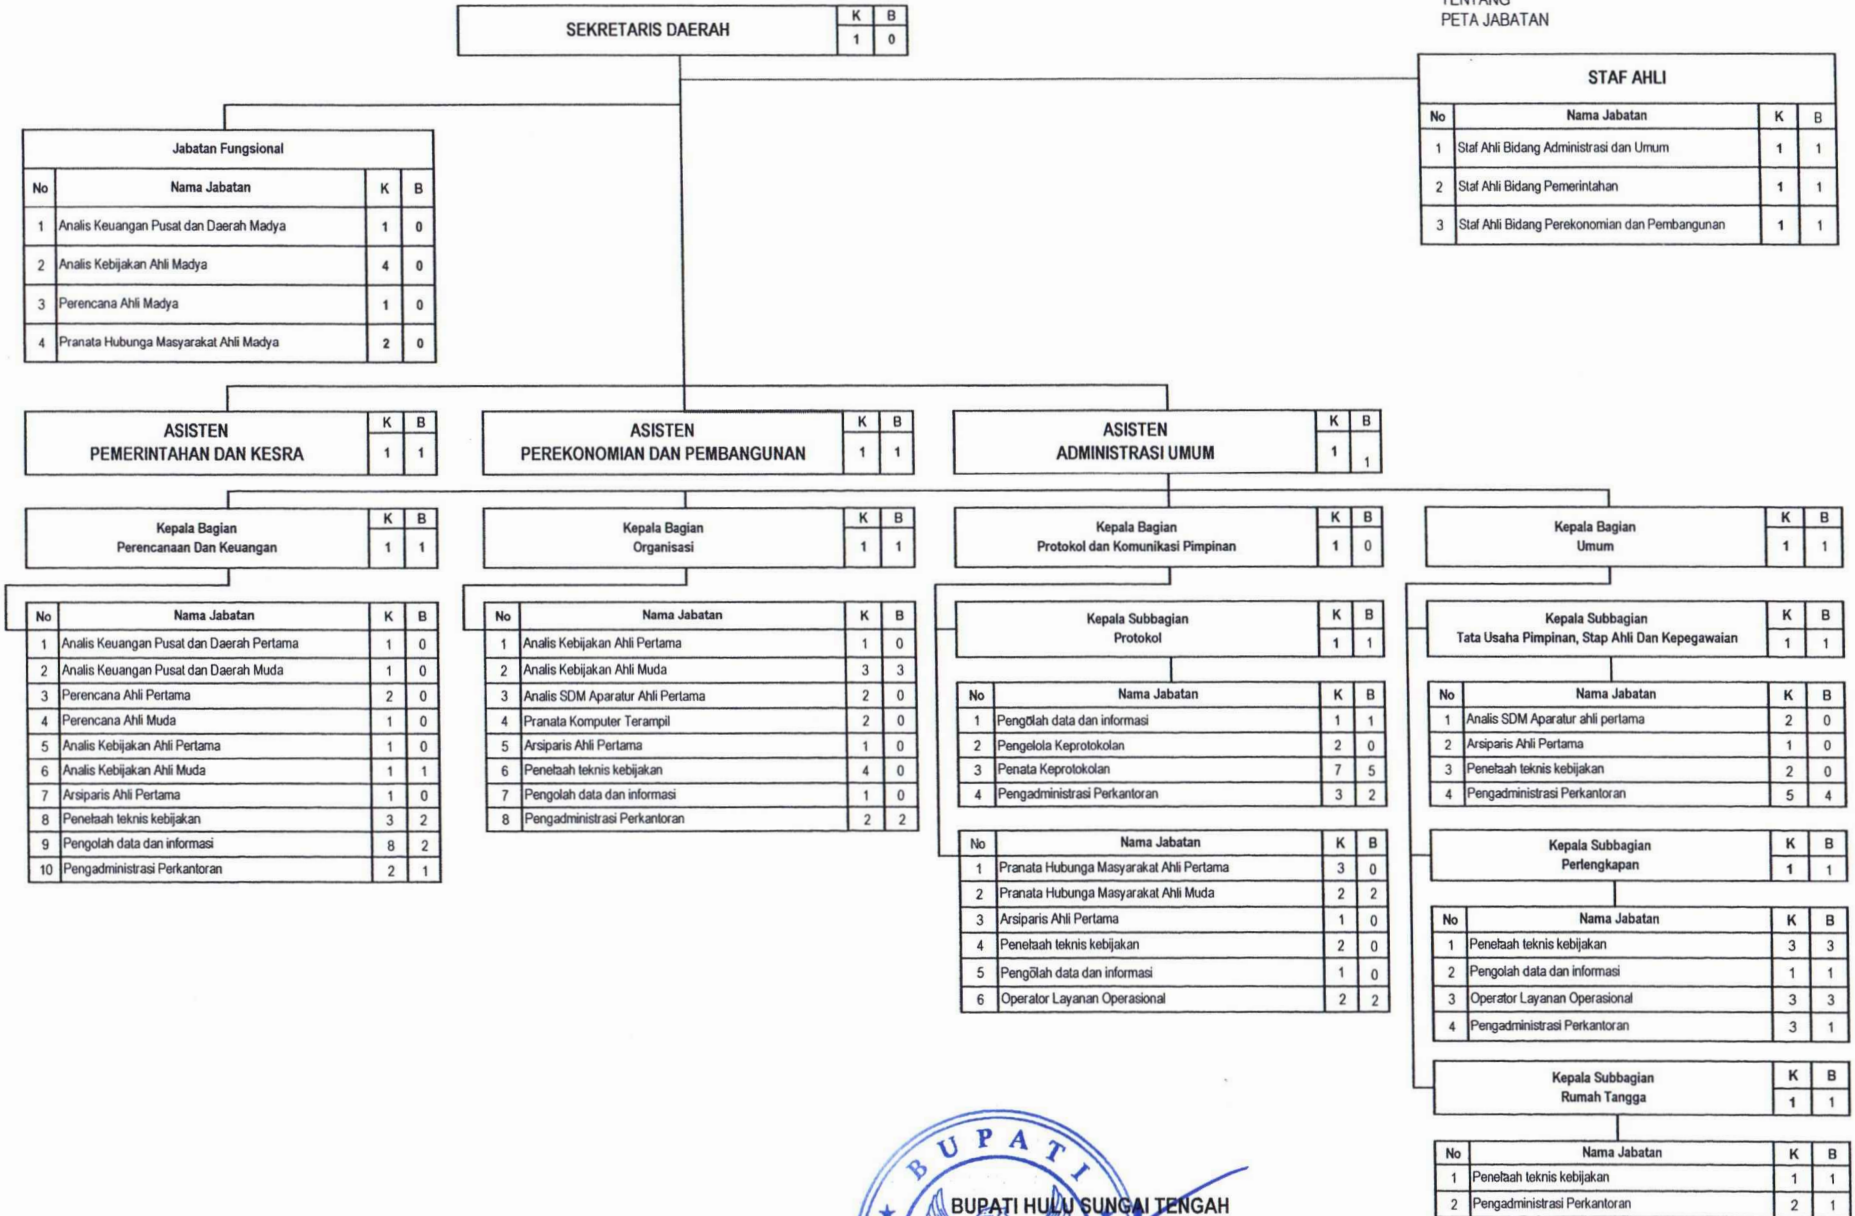 TENTANG
PETA JABATAN
SEKRETARIS DAERAH K B
1 0
STAF AHLI
No Nama Jabatan K B
1 Staf Ahli Bidang Administrasi dan Umum 1 1
2 Staf Ahli Bidang Pemerintahan 1 1
3 Staf Ahli Bidang Perekonomian dan Pembangunan 1 1
Jabatan Fungsional
No Nama Jabatan K B
1 Analis Keuangan Pusat dan Daerah Madya 1 0
2 Analis Kebijakan Ahli Madya 4 0
3 Perencana Ahli Madya 1 0
4 Pranata Hubunga Masyarakat Ahli Madya 2 0
ASISTEN K B
PEMERINTAHAN DAN KESRA 1 1
ASISTEN K B
PEREKONOMIAN DAN PEMBANGUNAN 1 1
ASISTEN K B
ADMINISTRASI UMUM 1 1
Kepala Bagian K B
Perencanaan Dan Keuangan 1 1
No Nama Jabatan K B
1 Analis Keuangan Pusat dan Daerah Pertama 1 0
2 Analis Keuangan Pusat dan Daerah Muda 1 0
3 Perencana Ahli Pertama 2 0
4 Perencana Ahli Muda 1 0
5 Analis Kebijakan Ahli Pertama 1 0
6 Analis Kebijakan Ahli Muda 1 1
7 Arsiparis Ahli Pertama 1 0
8 Penelaah teknis kebijakan 3 2
9 Pengolah data dan informasi 8 2
10 Pengadministrasi Perkantoran 2 1
Kepala Bagian K B
Organisasi 1 1
No Nama Jabatan K B
1 Analis Kebijakan Ahli Pertama 1 0
2 Analis Kebijakan Ahli Muda 3 3
3 Analis SDM Aparatur Ahli Pertama 2 0
4 Pranata Komputer Terampil 2 0
5 Arsiparis Ahli Pertama 1 0
6 Penelaah teknis kebijakan 4 0
7 Pengolah data dan informasi 1 0
8 Pengadministrasi Perkantoran 2 2
Kepala Bagian K B
Protokol dan Komunikasi Pimpinan 1 0
Kepala Subbagian K B
Protokol 1 1
No Nama Jabatan K B
1 Pengolah data dan informasi 1 1
2 Pengelola Keprotokolan 2 0
3 Penata Keprotokolan 7 5
4 Pengadministrasi Perkantoran 3 2
No Nama Jabatan K B
1 Pranata Hubunga Masyarakat Ahli Pertama 3 0
2 Pranata Hubunga Masyarakat Ahli Muda 2 2
3 Arsiparis Ahli Pertama 1 0
4 Penelaah teknis kebijakan 2 0
5 Pengolah data dan informasi 1 0
6 Operator Layanan Operasional 2 2
Kepala Bagian K B
Umum 1 1
Kepala Subbagian K B
Tata Usaha Pimpinan, Stap Ahli Dan Kepegawaian 1 1
No Nama Jabatan K B
1 Analis SDM Aparatur ahli pertama 2 0
2 Arsiparis Ahli Pertama 1 0
3 Penelaah teknis kebijakan 2 0
4 Pengadministrasi Perkantoran 5 4
Kepala Subbagian K B
Perlengkapan 1 1
No Nama Jabatan K B
1 Penelaah teknis kebijakan 3 3
2 Pengolah data dan informasi 1 1
3 Operator Layanan Operasional 3 3
4 Pengadministrasi Perkantoran 3 1
Kepala Subbagian K B
Rumah Tangga 1 1
No Nama Jabatan K B
1 Penelaah teknis kebijakan 1 1
2 Pengadministrasi Perkantoran 2 1
BUPATI
BUPATI HULU SUNGAI TENGAH